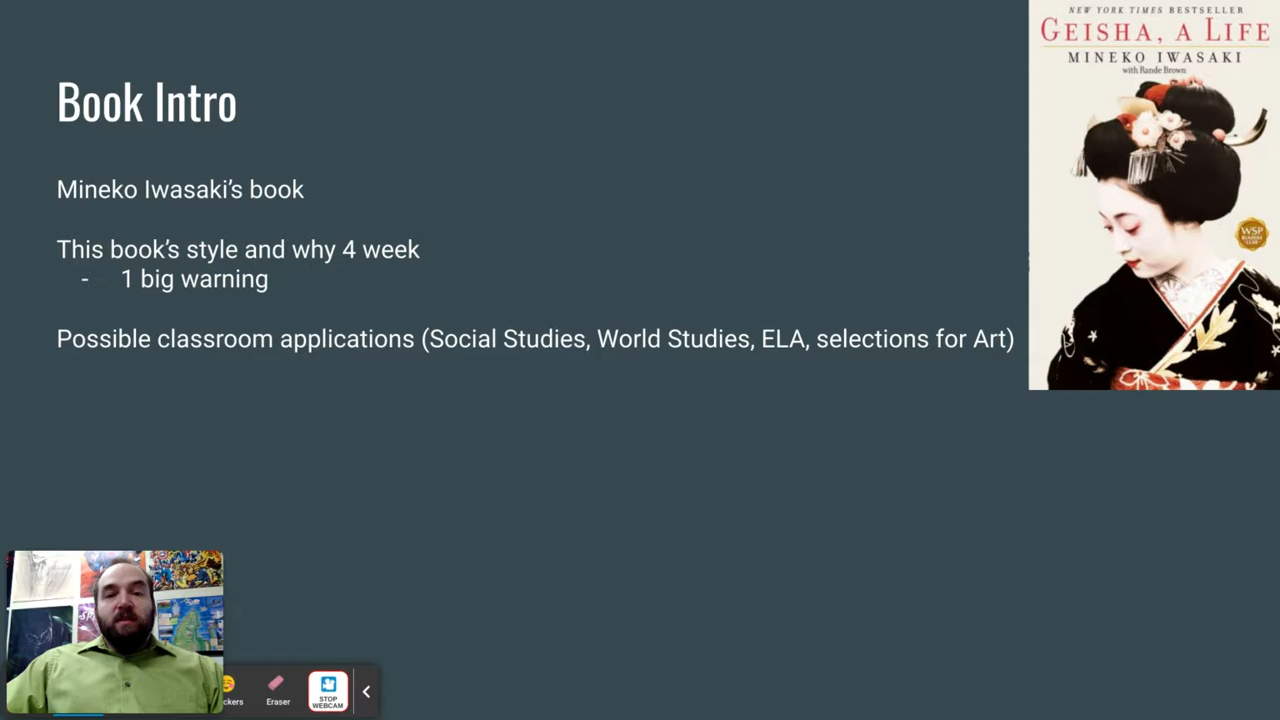 NEW YORK TIMES BESTSELLER
GEISHA, A LIFE
MINEKO IWASAKI
with Rande Brown
Book Intro
Mineko Iwasaki’s book
This book’s style and why 4 week
- 1 big warning
Possible classroom applications (Social Studies, World Studies, ELA, selections for Art)
WSP
ckers
Eraser
STOP
WEBCAM